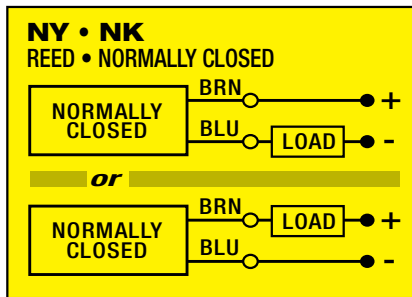 NY • NK
REED • NORMALLY CLOSED
BRN
+
NORMALLY
CLOSED
BLU
LOAD
-
or
BRN
LOAD
+
NORMALLY
CLOSED
BLU
-